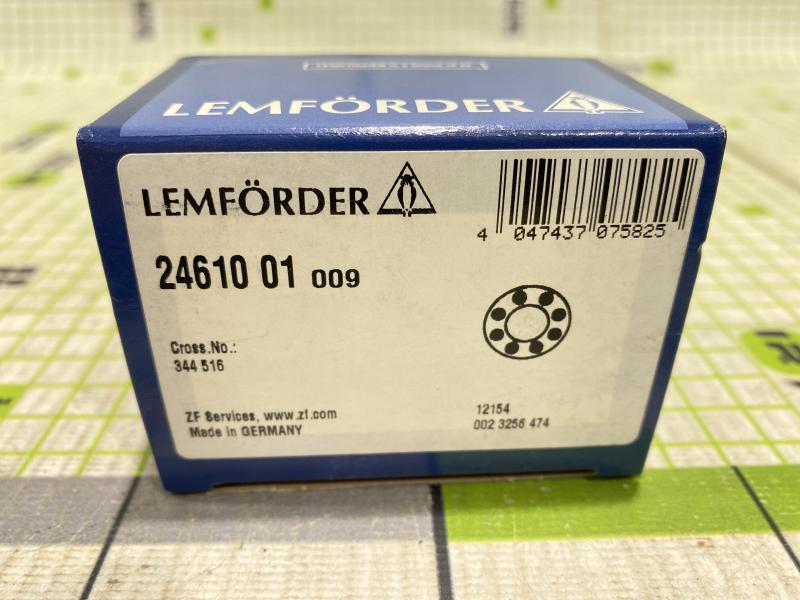 LEMFÖRDER
LEMFÖRDER
4 047437 075825
24610 01 009
Cross.No.:
344 516
ZF Services, www.zf.com
Made in GERMANY
12154
002 3256 474